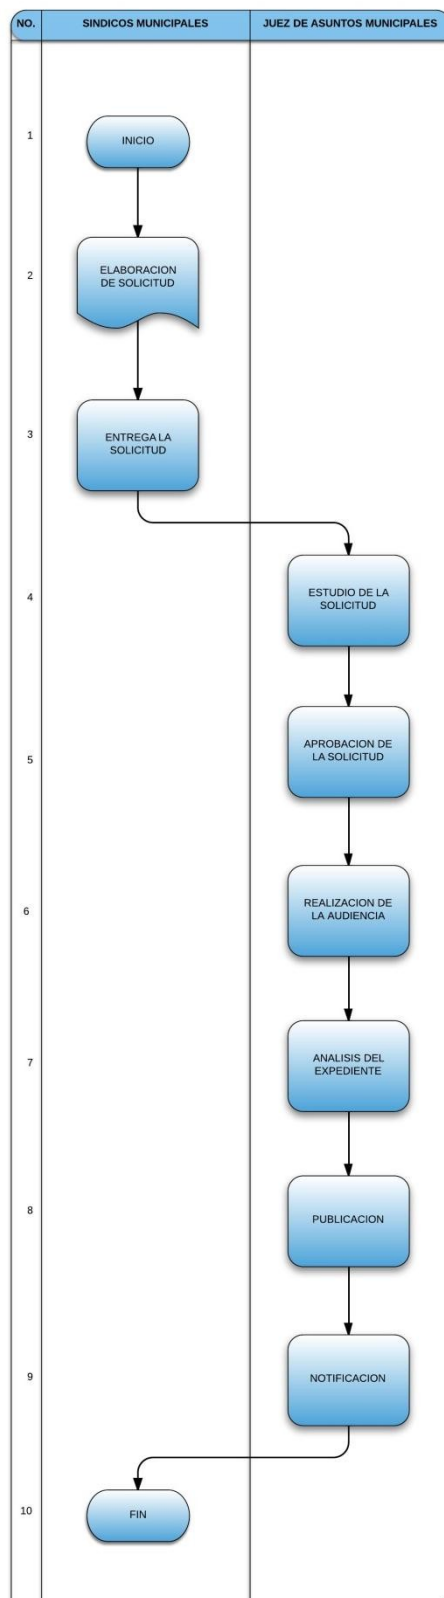 NO. SINDICOS MUNICIPALES JUEZ DE ASUNTOS MUNICIPALES
1 INICIO
2 ELABORACION
DE SOLICITUD
3 ENTREGA LA
SOLICITUD
4 ESTUDIO DE LA
SOLICITUD
5 APROBACION DE
LA SOLICITUD
6 REALIZACION DE
LA AUDIENCIA
7 ANALISIS DEL
EXPEDIENTE
8 PUBLICACION
9 NOTIFICACION
10 FIN